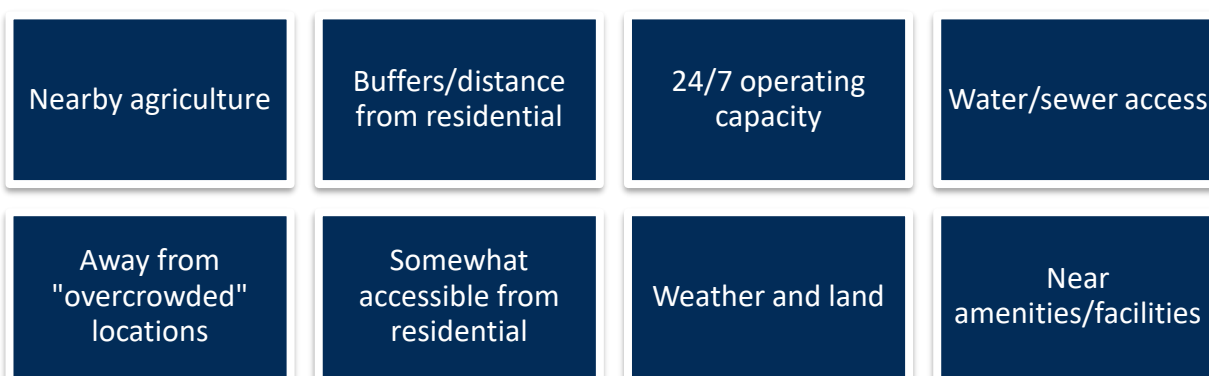 Nearby agriculture
Buffers/distance
from residential
24/7 operating
capacity
Water/sewer access
Away from
"overcrowded"
locations
Somewhat
accessible from
residential
Weather and land
Near
amenities/facilities